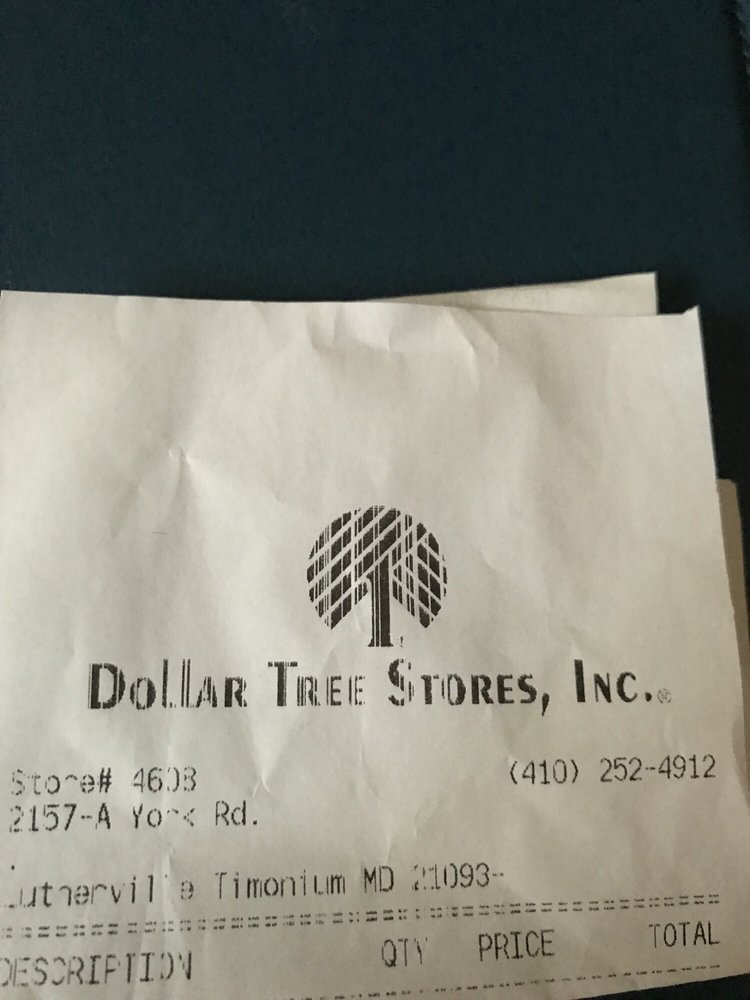 Dollar Tree Stores, Inc.®
Store# 4608 (410) 252-4912
2157-A York Rd.
Lutherville Timonium MD 21093-
DESCRIPTION QTY PRICE TOTAL